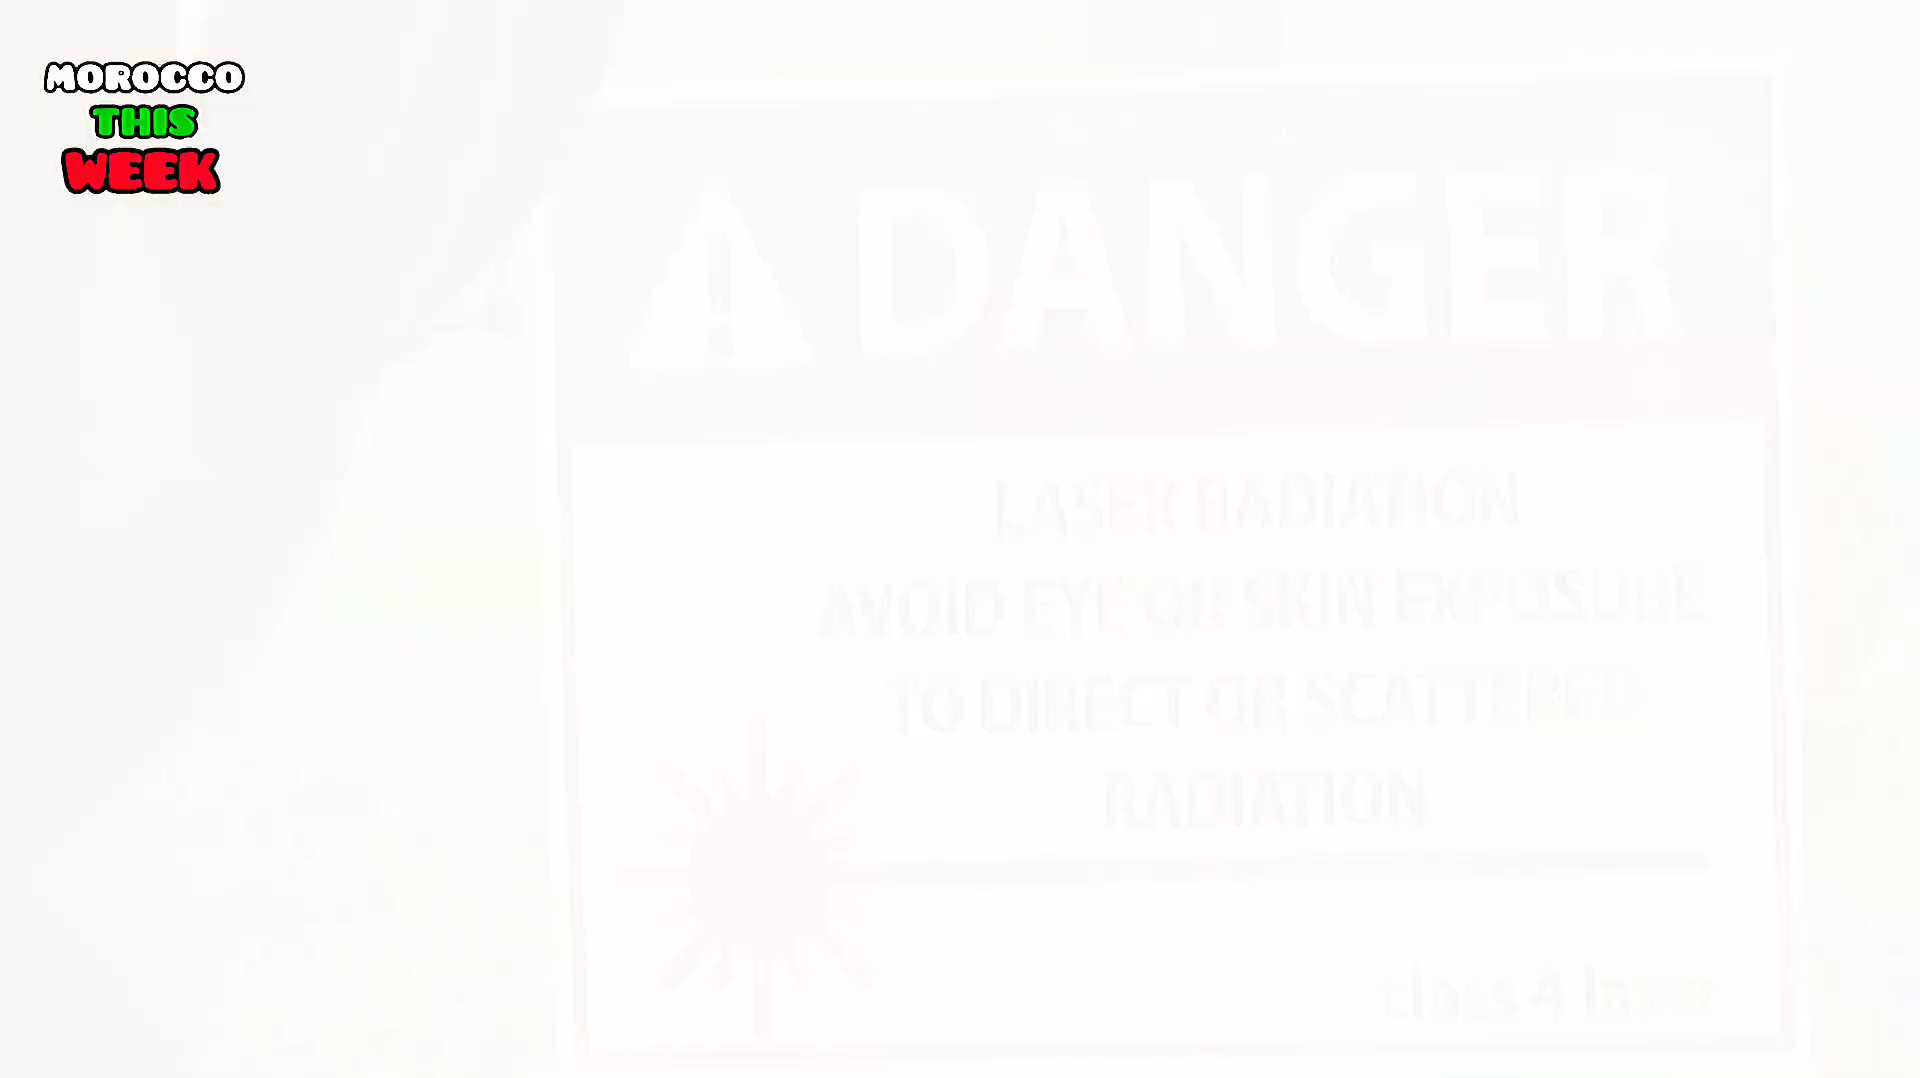 MOROCCO
THIS
WEEK
DANGER
LASER RADIATION
AVOID EYE OR SKIN EXPOSURE
TO DIRECT OR SCATTERED
RADIATION
class 4 laser